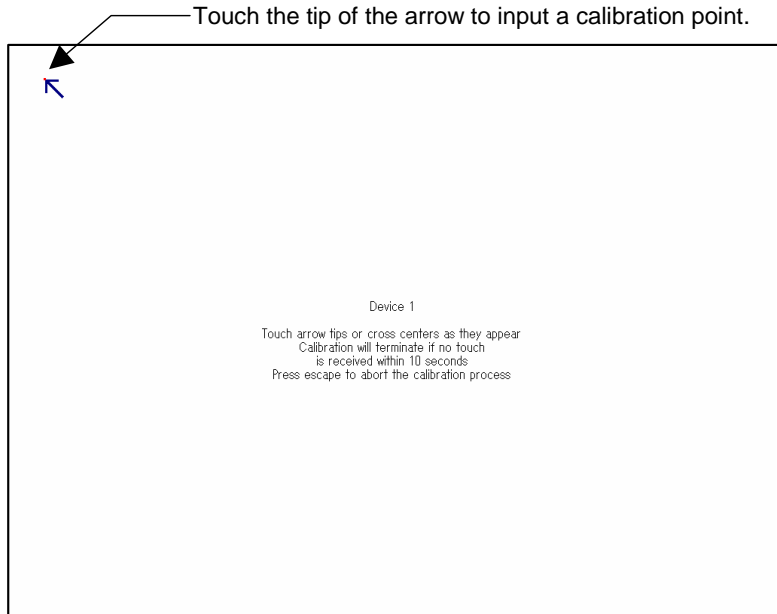 Touch the tip of the arrow to input a calibration point.
Device 1
Touch arrow tips or cross centers as they appear
Calibration will terminate if no touch
is received within 10 seconds
Press escape to abort the calibration process